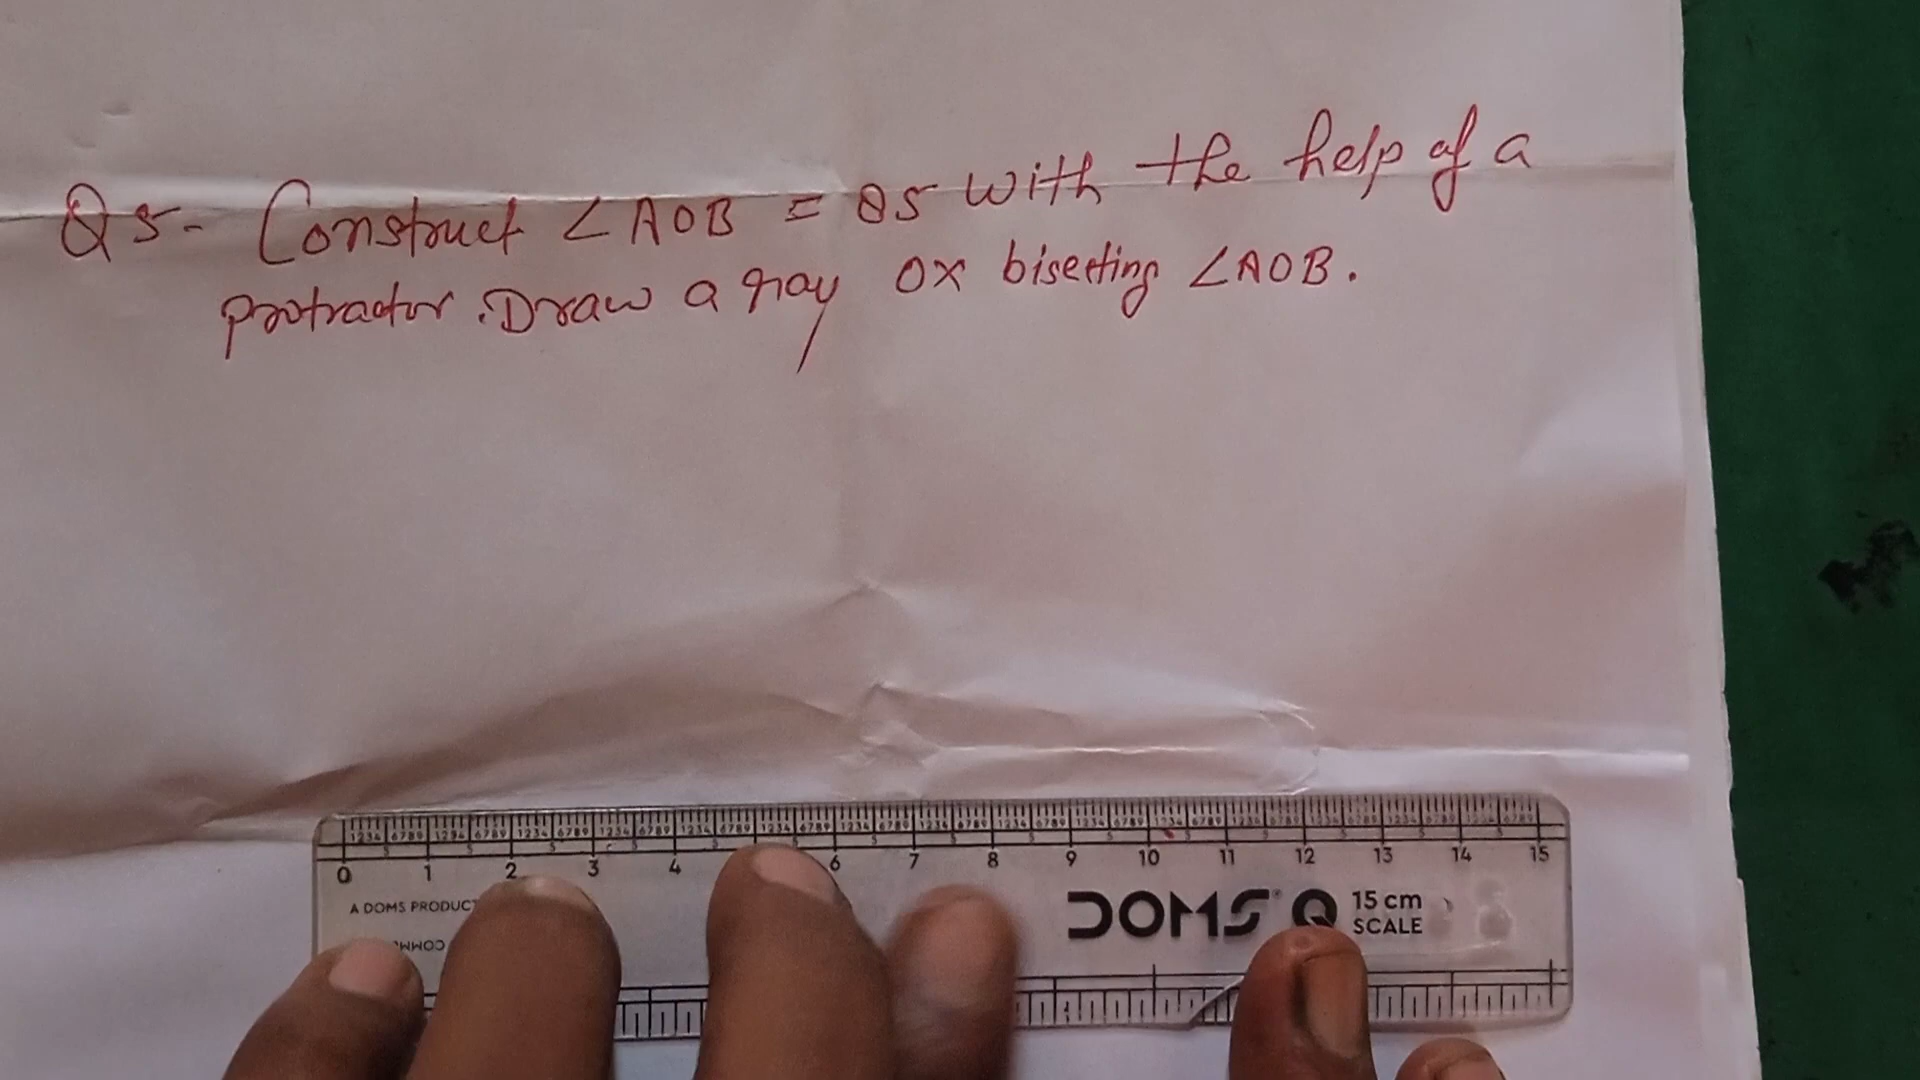 Q5- Construct ∠AOB = 85 with the help of a
protractor. Draw a ray OX bisecting ∠AOB.
0 1 2 3 4 6 7 8 9 10 11 12 13 14 15
A DOMS PRODUCT
DOMS Q 15 cm
SCALE